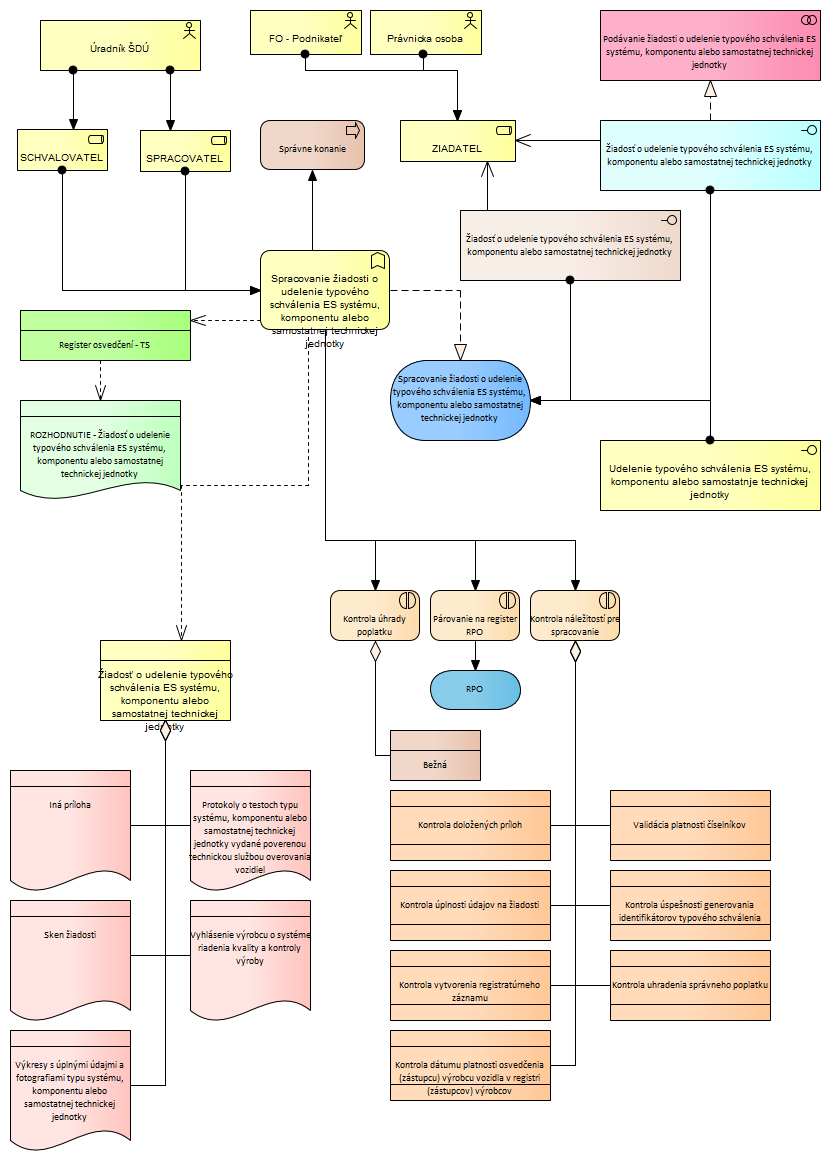 Úradník ŠDÚ
FO - Podnikateľ
Právnicka osoba
Podávanie žiadosti o udelenie typového schválenia ES
systému, komponentu alebo samostatnej technickej
jednotky
SCHVALOVATEL
SPRACOVATEL
Správne konanie
ZIADATEL
Žiadosť o udelenie typového schválenia ES systému,
komponentu alebo samostatnej technickej jednotky
Žiadosť o udelenie typového schválenia ES systému,
komponentu alebo samostatnej technickej jednotky
Spracovanie žiadosti o
udelenie typového
schválenia ES systému,
komponentu alebo
samostatnej technickej
jednotky
Register osvedčení - TS
Spracovanie žiadosti o udelenie
typového schválenia ES systému,
komponentu alebo samostatnej
technickej jednotky
ROZHODNUTIE - Žiadosť o udelenie
typového schválenia ES systému,
komponentu alebo samostatnej
technickej jednotky
Udelenie typového schválenia ES systému,
komponentu alebo samostatnje technickej
jednotky
Kontrola úhrady
poplatku
Párovanie na register
RPO
Kontrola náležitostí pre
spracovanie
RPO
Žiadosť o udelenie typového
schválenia ES systému,
komponentu alebo
samostatnej technickej
jednotky
Bežná
Iná príloha
Protokoly o testoch typu
systému, komponentu alebo
samostatnej technickej
jednotky vydané poverenou
technickou službou overovania
vozidiel
Kontrola doložených príloh
Validácia platnosti číselníkov
Kontrola úplnosti údajov na žiadosti
Kontrola úspešnosti generovania
identifikátorov typového schválenia
Sken žiadosti
Vyhlásenie výrobcu o systéme
riadenia kvality a kontroly
výroby
Kontrola vytvorenia registratúrneho
záznamu
Kontrola uhradenia správneho poplatku
Výkresy s úplnými údajmi a
fotografiami typu systému,
komponentu alebo
samostatnej technickej
jednotky
Kontrola dátumu platnosti osvedčenia
(zástupcu) výrobcu vozidla v registri
(zástupcov) výrobcov